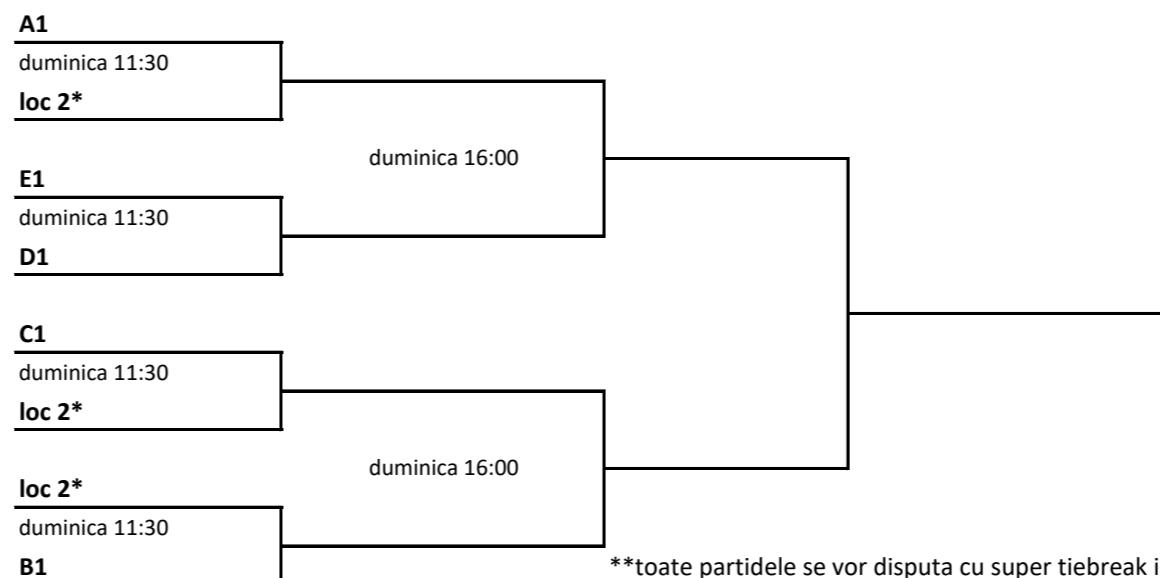 A1
duminica 11:30
loc 2*
duminica 16:00
E1
duminica 11:30
D1
C1
duminica 11:30
loc 2*
duminica 16:00
loc 2*
duminica 11:30
B1
**toate partidele se vor disputa cu super tiebreak i